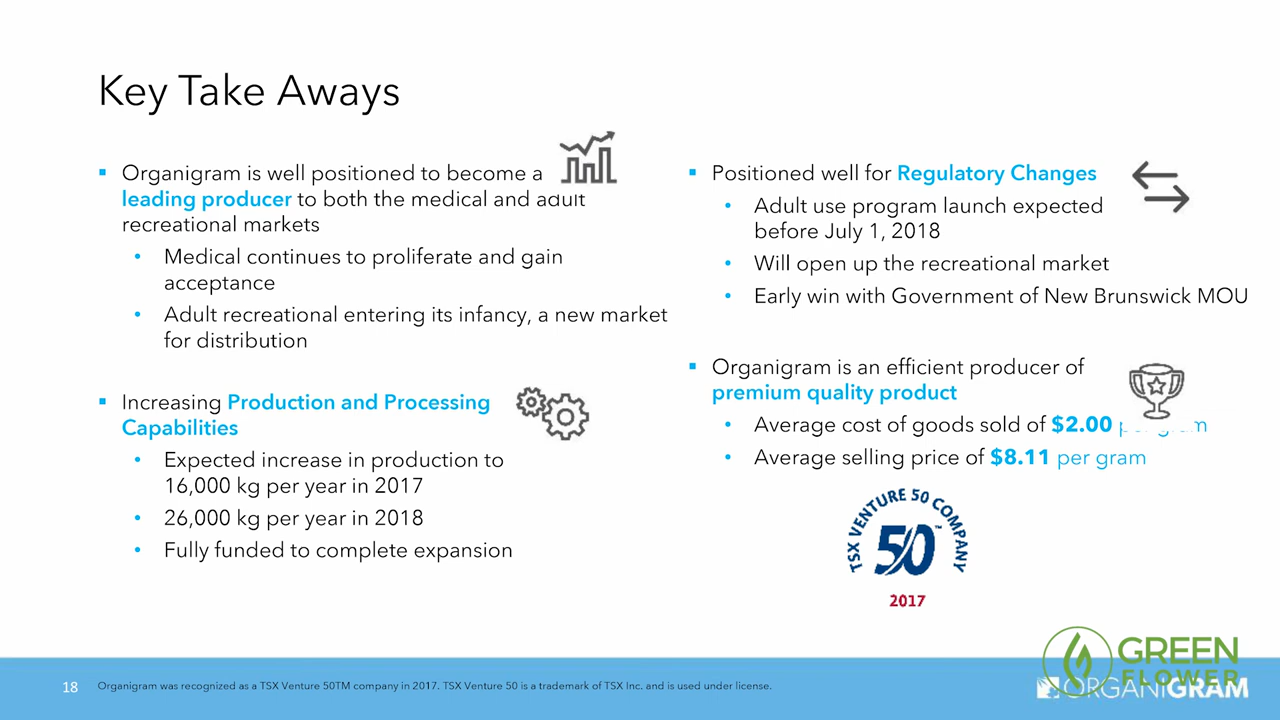 Key Take Aways
Organigram is well positioned to become a
leading producer to both the medical and adult
recreational markets
Medical continues to proliferate and gain
acceptance
Adult recreational entering its infancy, a new market
for distribution
Increasing Production and Processing
Capabilities
Expected increase in production to
16,000 kg per year in 2017
26,000 kg per year in 2018
Fully funded to complete expansion
Positioned well for Regulatory Changes
Adult use program launch expected
before July 1, 2018
Will open up the recreational market
Early win with Government of New Brunswick MOU
Organigram is an efficient producer of
premium quality product
Average cost of goods sold of $2.00 per gram
Average selling price of $8.11 per gram
TSX VENTURE 50 COMPANY
50™
2017
18 Organigram was recognized as a TSX Venture 50TM company in 2017. TSX Venture 50 is a trademark of TSX Inc. and is used under license.
GREEN
FLOWER
ORGANIGRAM